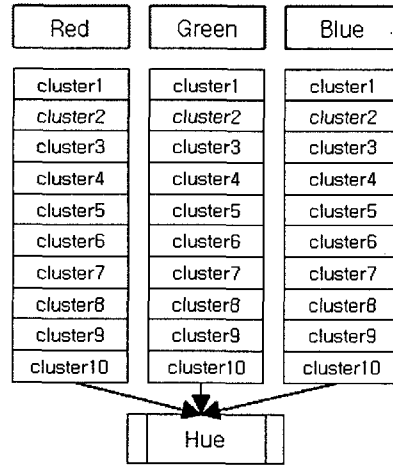 Red Green Blue
cluster1 cluster1 cluster1
cluster2 cluster2 cluster2
cluster3 cluster3 cluster3
cluster4 cluster4 cluster4
cluster5 cluster5 cluster5
cluster6 cluster6 cluster6
cluster7 cluster7 cluster7
cluster8 cluster8 cluster8
cluster9 cluster9 cluster9
cluster10 cluster10 cluster10
Hue